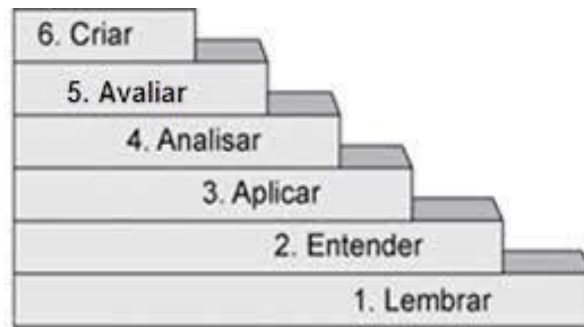 6. Criar
5. Avaliar
4. Analisar
3. Aplicar
2. Entender
1. Lembrar